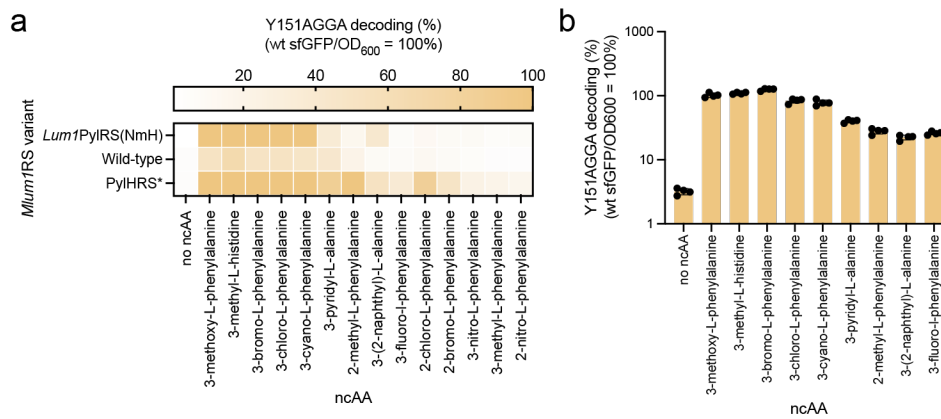 a
Y151AGGA decoding (%)
(wt sfGFP/OD600 = 100%)
20 40 60 80 100
Mlum1RS variant
Lum1PylRS(NmH)
Wild-type
PylHRS*
no ncAA
3-methoxy-L-phenylalanine
3-methyl-L-histidine
3-bromo-L-phenylalanine
3-chloro-L-phenylalanine
3-cyano-L-phenylalanine
3-pyridyl-L-alanine
2-methyl-L-phenylalanine
3-(2-naphthyl)-L-alanine
3-fluoro-l-phenylalanine
2-chloro-L-phenylalanine
2-bromo-L-phenylalanine
3-nitro-L-phenylalanine
3-methyl-L-phenylalanine
2-nitro-L-phenylalanine
ncAA
b
Y151AGGA decoding (%)
(wt sfGFP/OD600 = 100%)
1000
100
10
1
no ncAA
3-methoxy-L-phenylalanine
3-methyl-L-histidine
3-bromo-L-phenylalanine
3-chloro-L-phenylalanine
3-cyano-L-phenylalanine
3-pyridyl-L-alanine
2-methyl-L-phenylalanine
3-(2-naphthyl)-L-alanine
3-fluoro-l-phenylalanine
ncAA